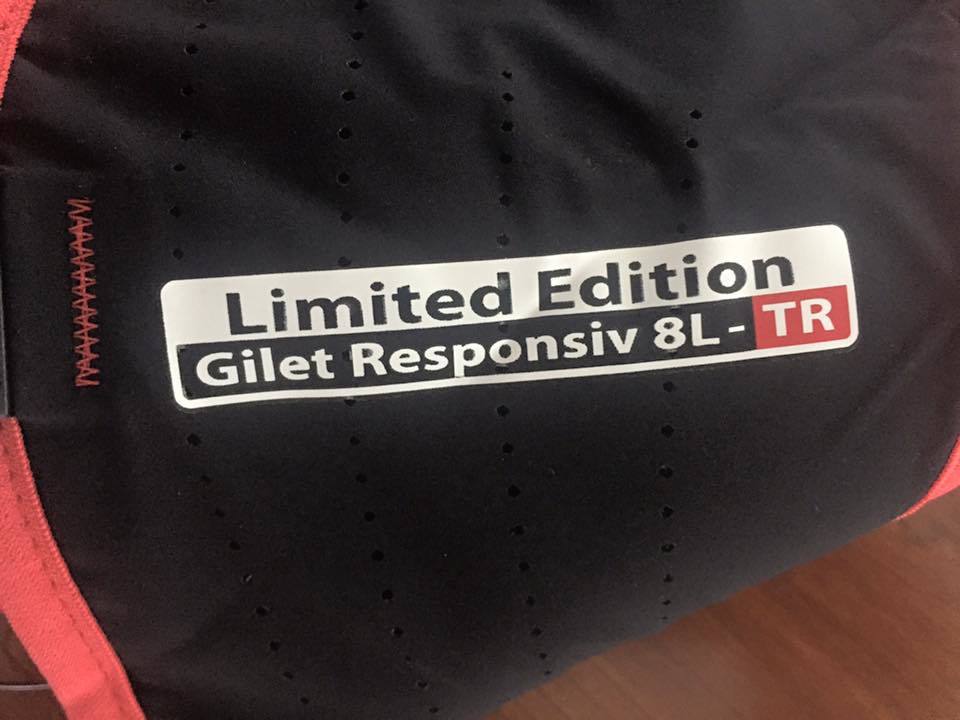 Limited Edition
Gilet Responsiv 8L - TR